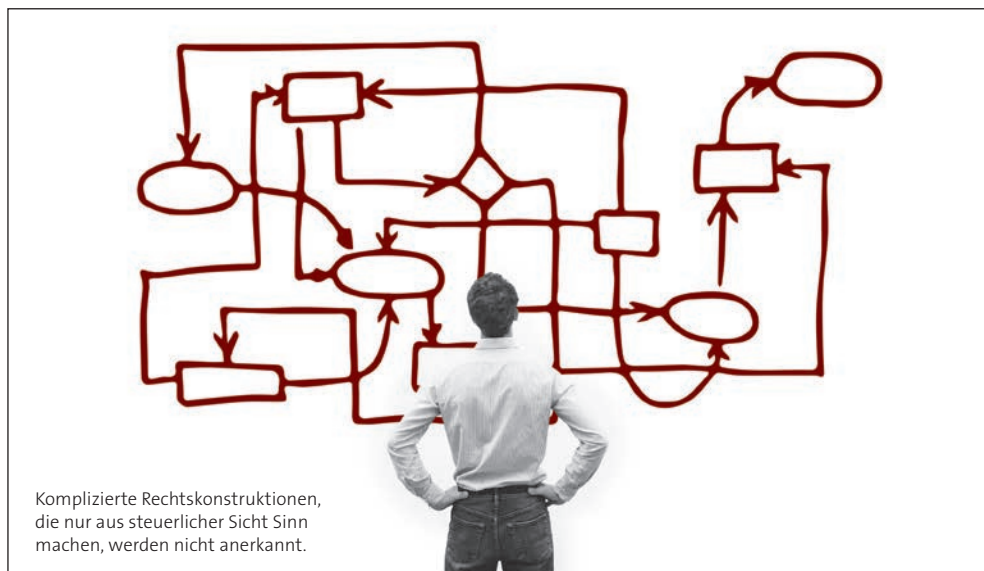 Komplizierte Rechtskonstruktionen,
die nur aus steuerlicher Sicht Sinn
machen, werden nicht anerkannt.